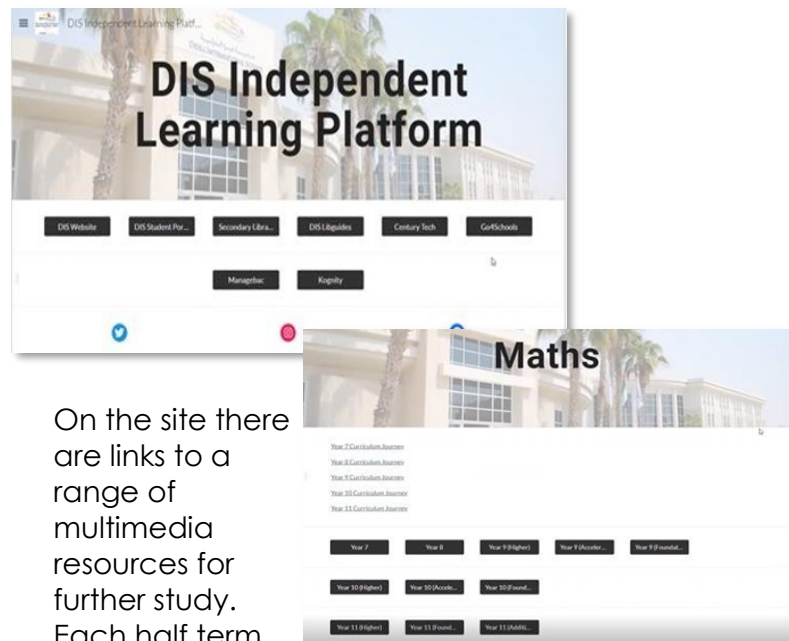 DIS Independent Learning Platf...
DIS Independent
Learning Platform
DIS Website
DIS Student Por...
Secondary Libra...
DIS Libguides
Century Tech
Go4Schools
Managebac
Kognity
Maths
Year 7 Curriculum Journey
Year 8 Curriculum Journey
Year 9 Curriculum Journey
Year 10 Curriculum Journey
Year 11 Curriculum Journey
Year 7
Year 8
Year 9 (Higher)
Year 9 (Acceler...
Year 9 (Foundat...
Year 10 (Higher)
Year 10 (Accele...
Year 10 (Found...
Year 11 (Higher)
Year 11 (Found...
Year 11 (Additi...
On the site there
are links to a
range of
multimedia
resources for
further study.
Each half term